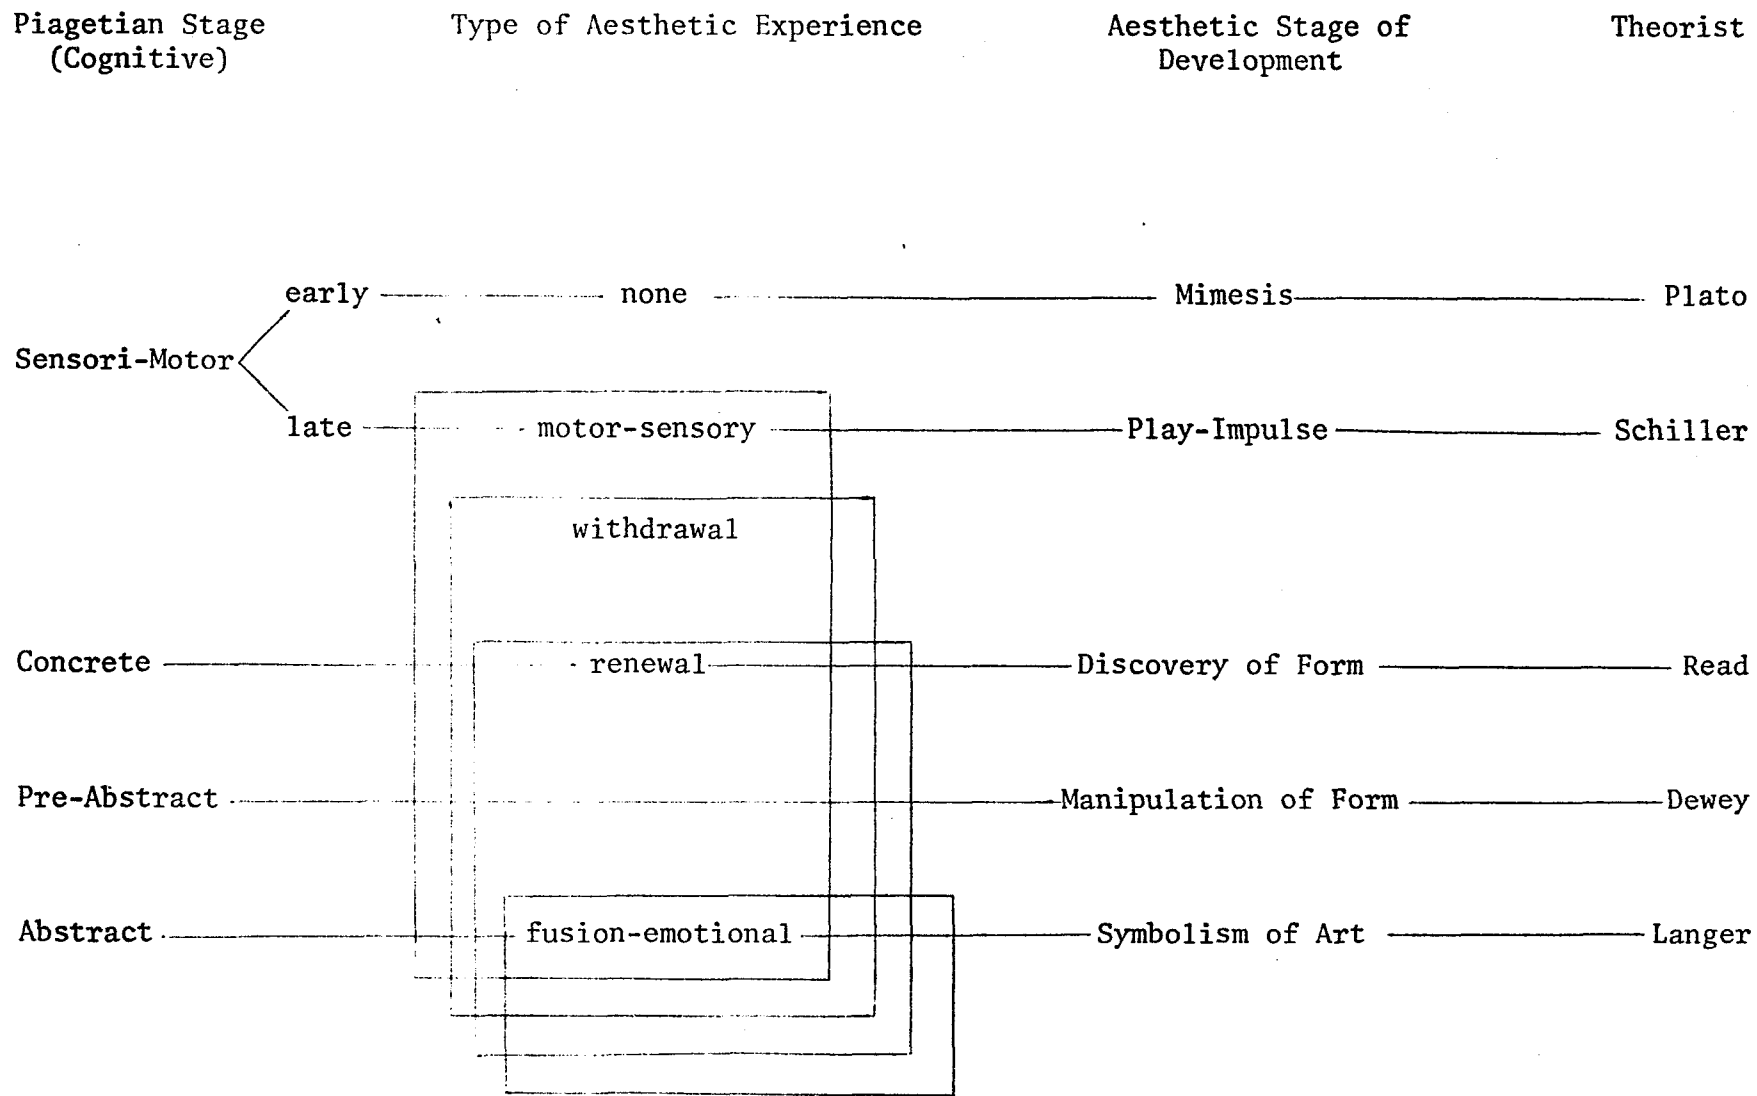 Piagetian Stage Type of Aesthetic Experience Aesthetic Stage of Theorist
(Cognitive) Development
early none Mimesis Plato
Sensori-Motor
late motor-sensory Play-Impulse Schiller
withdrawal
Concrete renewal Discovery of Form Read
Pre-Abstract Manipulation of Form Dewey
Abstract fusion-emotional Symbolism of Art Langer